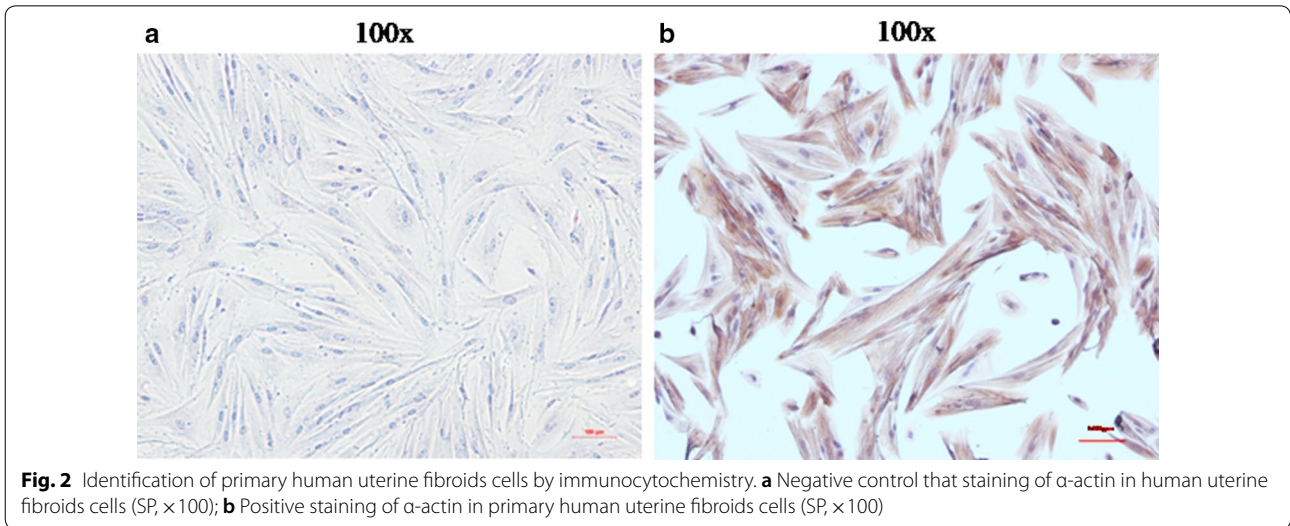 a 100x
b 100x
100 µm
Fig. 2 Identification of primary human uterine fibroids cells by immunocytochemistry. a Negative control that staining of α-actin in human uterine
fibroids cells (SP, ×100); b Positive staining of α-actin in primary human uterine fibroids cells (SP, ×100)